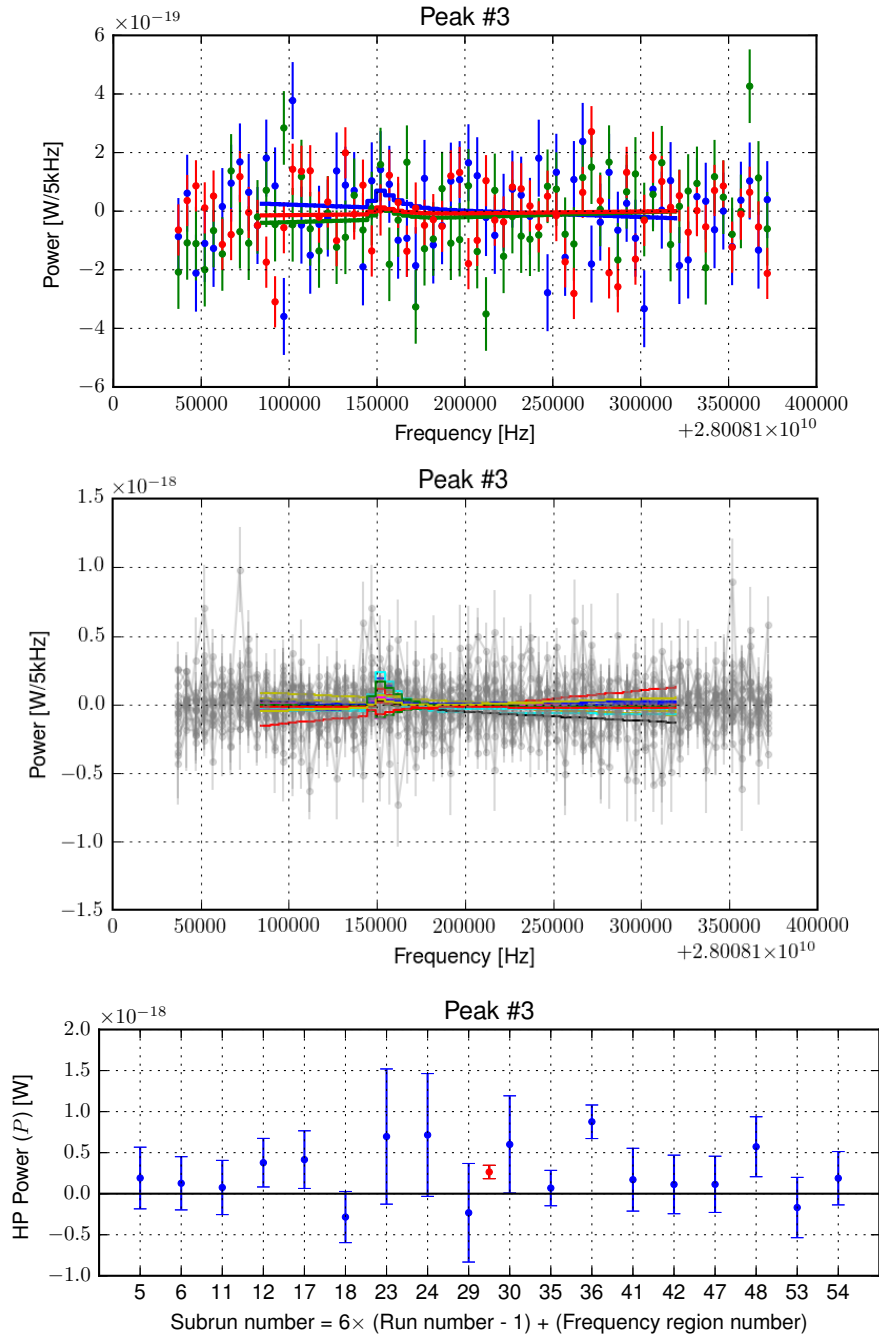 Peak #3
×10⁻¹⁹
Power [W/5kHz]
6
4
2
0
−2
−4
−6
0 50000 100000 150000 200000 250000 300000 350000 400000
Frequency [Hz]
+2.80081×10¹⁰
Peak #3
×10⁻¹⁸
Power [W/5kHz]
1.5
1.0
0.5
0.0
−0.5
−1.0
−1.5
0 50000 100000 150000 200000 250000 300000 350000 400000
Frequency [Hz]
+2.80081×10¹⁰
Peak #3
×10⁻¹⁸
HP Power (P) [W]
2.0
1.5
1.0
0.5
0.0
−0.5
−1.0
5 6 11 12 17 18 23 24 29 30 35 36 41 42 47 48 53 54
Subrun number = 6× (Run number - 1) + (Frequency region number)